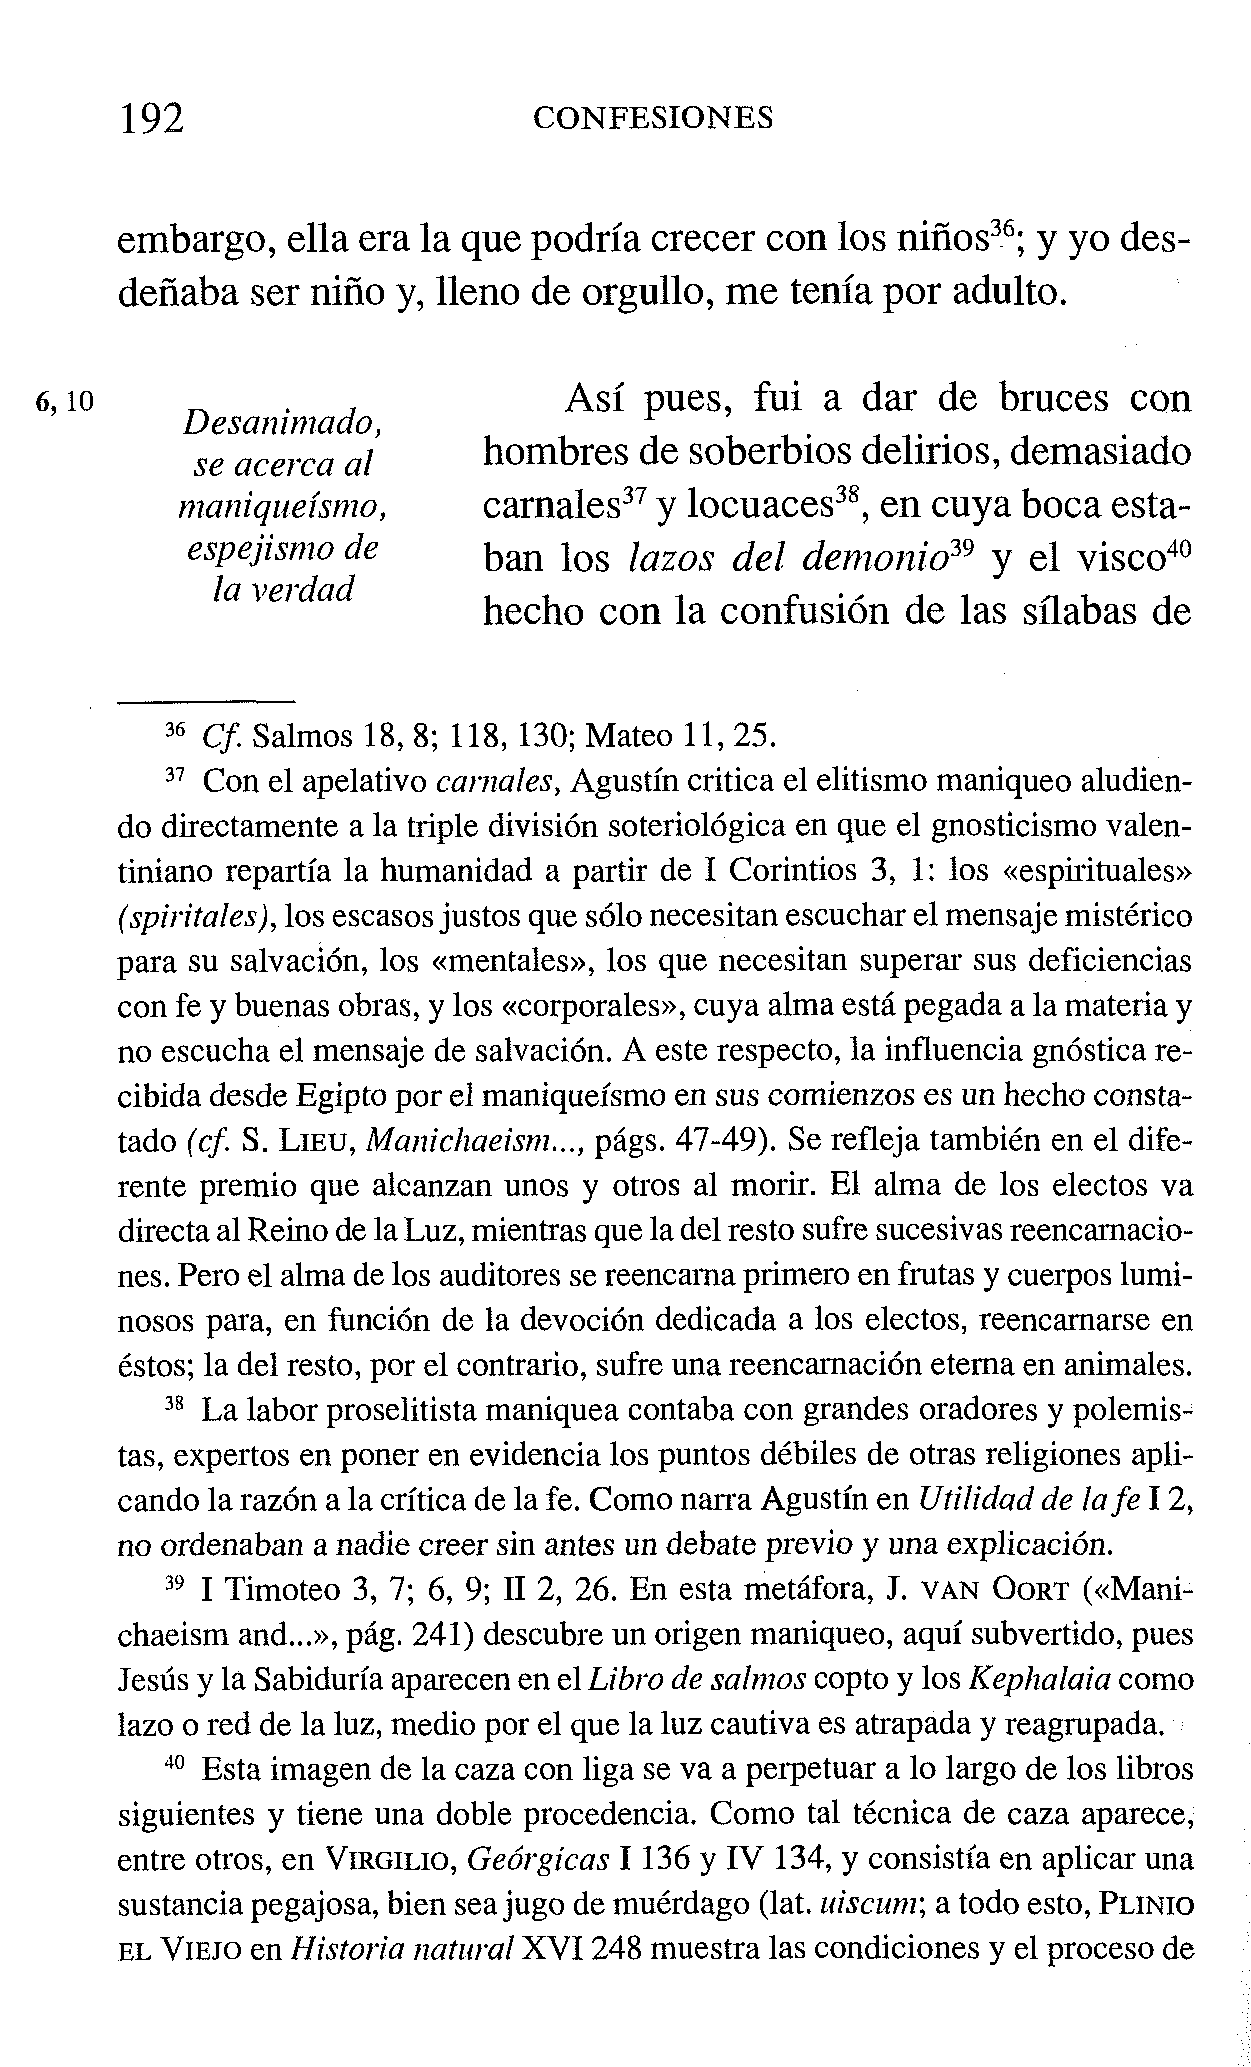 192
CONFESIONES
embargo, ella era la que podría crecer con los niños³⁶; y yo des-
deñaba ser niño y, lleno de orgullo, me tenía por adulto.
6, 10
Desanimado,
se acerca al
maniqueísmo,
espejismo de
la verdad
Así pues, fui a dar de bruces con
hombres de soberbios delirios, demasiado
carnales³⁷ y locuaces³⁸, en cuya boca esta-
ban los lazos del demonio³⁹ y el visco⁴⁰
hecho con la confusión de las sílabas de
³⁶ Cf. Salmos 18, 8; 118, 130; Mateo 11, 25.
³⁷ Con el apelativo carnales, Agustín critica el elitismo maniqueo aludien-
do directamente a la triple división soteriológica en que el gnosticismo valen-
tiniano repartía la humanidad a partir de I Corintios 3, 1: los «espirituales»
(spiritales), los escasos justos que sólo necesitan escuchar el mensaje mistérico
para su salvación, los «mentales», los que necesitan superar sus deficiencias
con fe y buenas obras, y los «corporales», cuya alma está pegada a la materia y
no escucha el mensaje de salvación. A este respecto, la influencia gnóstica re-
cibida desde Egipto por el maniqueísmo en sus comienzos es un hecho consta-
tado (cf. S. LIEU, Manichaeism..., págs. 47-49). Se refleja también en el dife-
rente premio que alcanzan unos y otros al morir. El alma de los electos va
directa al Reino de la Luz, mientras que la del resto sufre sucesivas reencarnacio-
nes. Pero el alma de los auditores se reencarna primero en frutas y cuerpos lumi-
nosos para, en función de la devoción dedicada a los electos, reencarnarse en
éstos; la del resto, por el contrario, sufre una reencarnación eterna en animales.
³⁸ La labor proselitista maniquea contaba con grandes oradores y polemis-
tas, expertos en poner en evidencia los puntos débiles de otras religiones apli-
cando la razón a la crítica de la fe. Como narra Agustín en Utilidad de la fe I 2,
no ordenaban a nadie creer sin antes un debate previo y una explicación.
³⁹ I Timoteo 3, 7; 6, 9; II 2, 26. En esta metáfora, J. VAN OORT («Mani-
chaeism and...», pág. 241) descubre un origen maniqueo, aquí subvertido, pues
Jesús y la Sabiduría aparecen en el Libro de salmos copto y los Kephalaia como
lazo o red de la luz, medio por el que la luz cautiva es atrapada y reagrupada.
⁴⁰ Esta imagen de la caza con liga se va a perpetuar a lo largo de los libros
siguientes y tiene una doble procedencia. Como tal técnica de caza aparece,
entre otros, en VIRGILIO, Geórgicas I 136 y IV 134, y consistía en aplicar una
sustancia pegajosa, bien sea jugo de muérdago (lat. uiscum; a todo esto, PLINIO
EL VIEJO en Historia natural XVI 248 muestra las condiciones y el proceso de